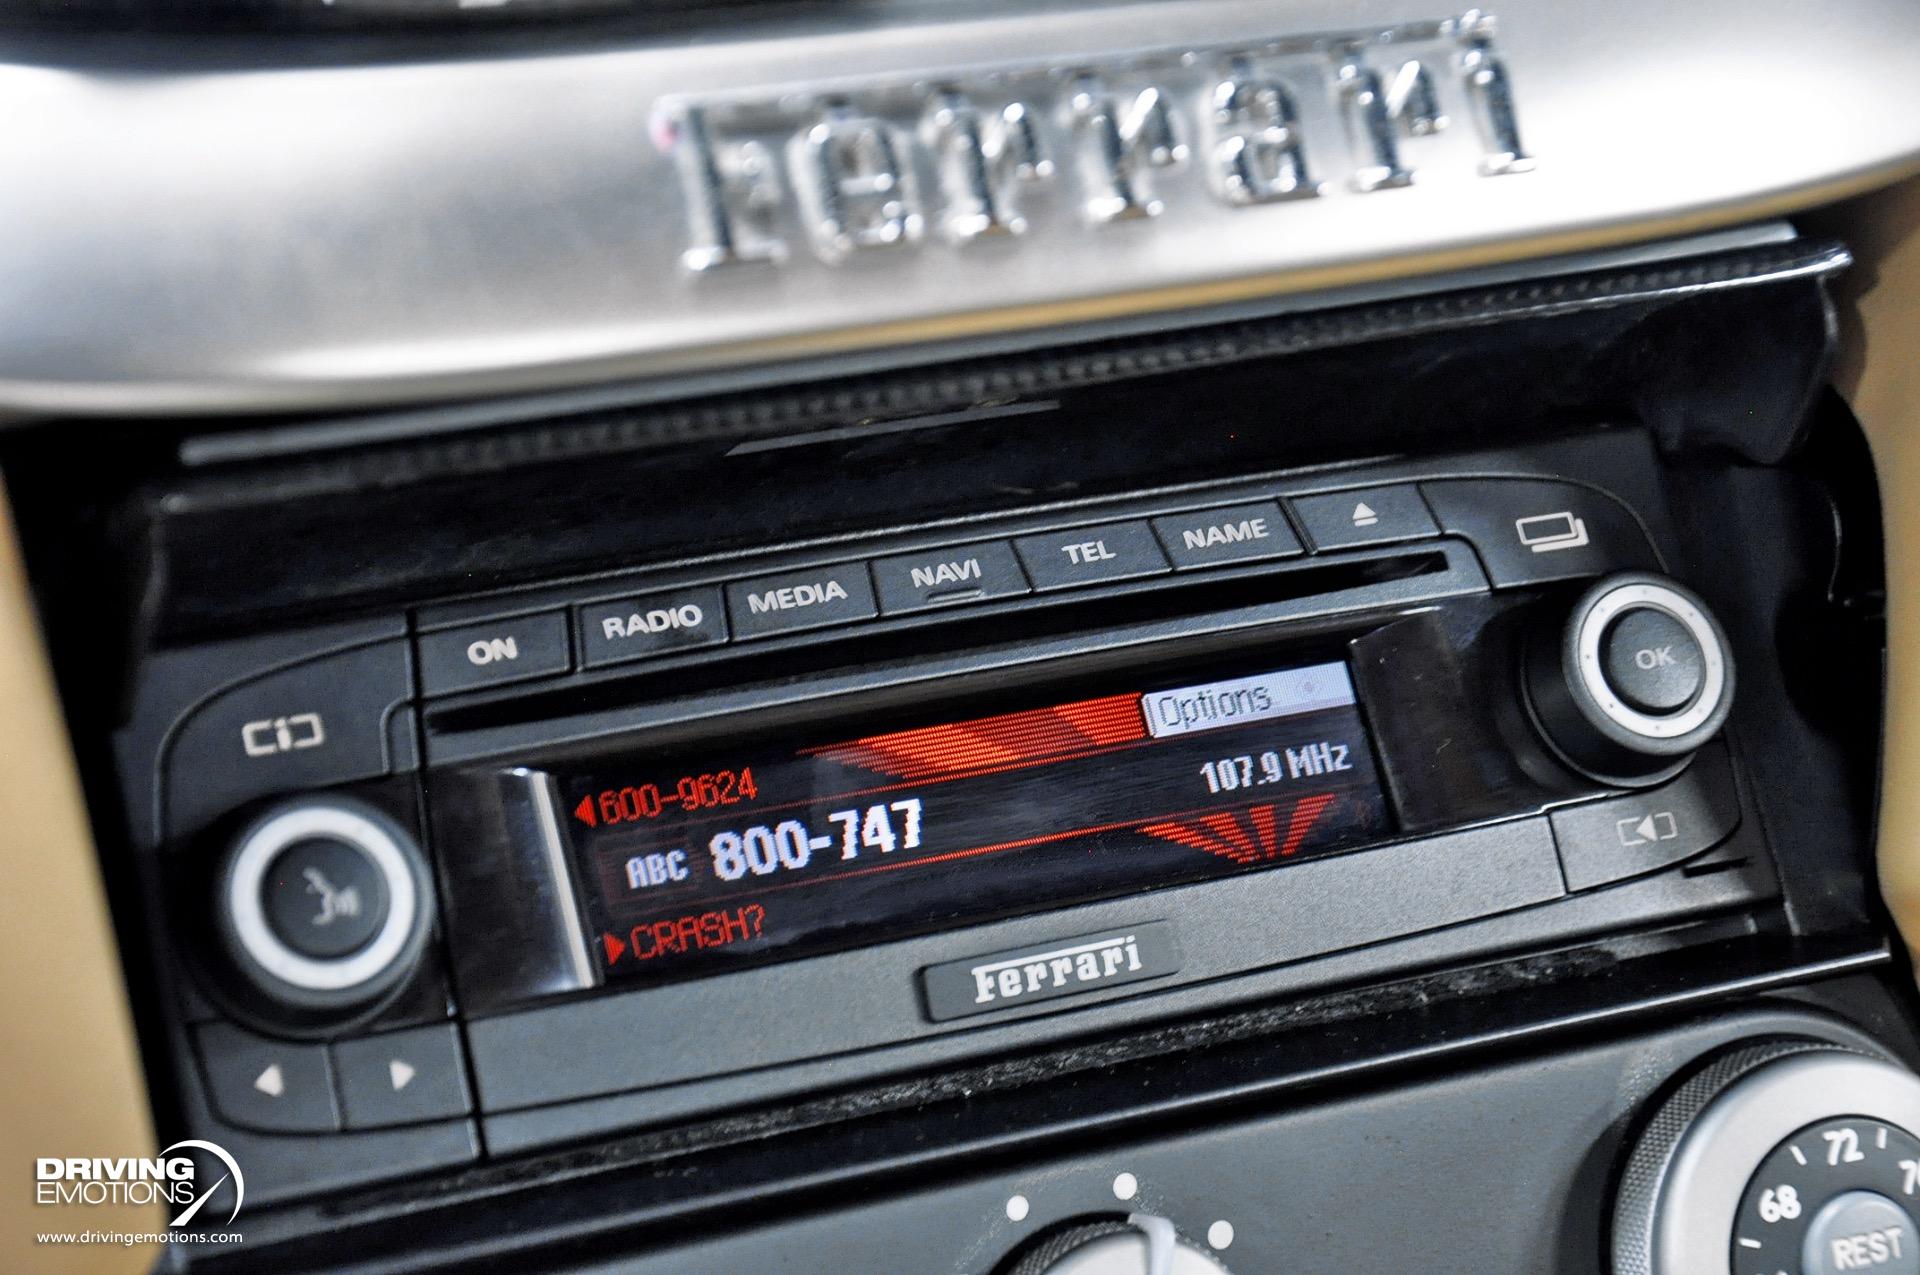 Ferrari
ON RADIO MEDIA NAVI TEL NAME
OK
Options
600-9624
107.9 MHz
ABC 800-747
CRASH?
Ferrari
72
68
REST
DRIVING
EMOTIONS
www.drivingemotions.com